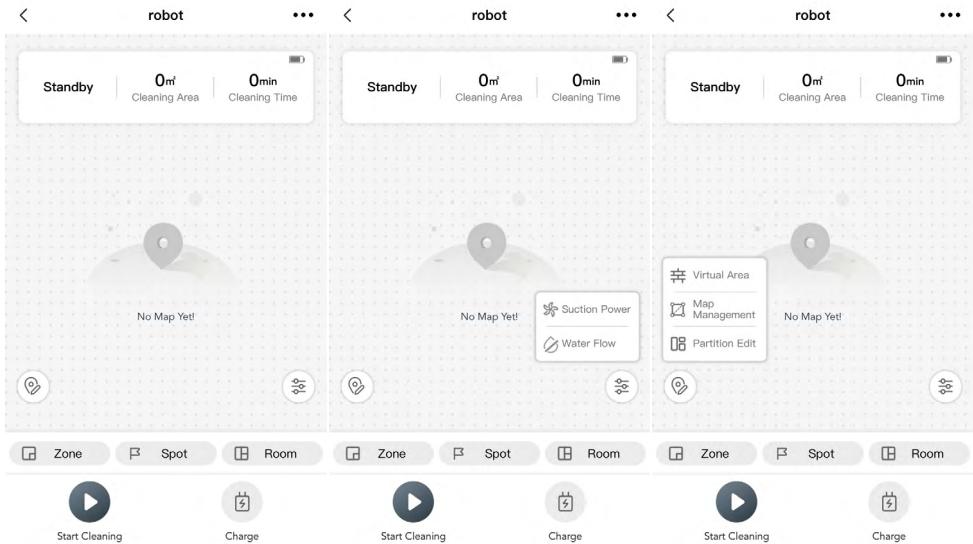 robot
Standby
0㎡
Cleaning Area
0min
Cleaning Time
No Map Yet!
Zone
Spot
Room
Start Cleaning
Charge
robot
Standby
0㎡
Cleaning Area
0min
Cleaning Time
No Map Yet!
Suction Power
Water Flow
Zone
Spot
Room
Start Cleaning
Charge
robot
Standby
0㎡
Cleaning Area
0min
Cleaning Time
Virtual Area
Map
Management
Partition Edit
No Map Yet!
Zone
Spot
Room
Start Cleaning
Charge